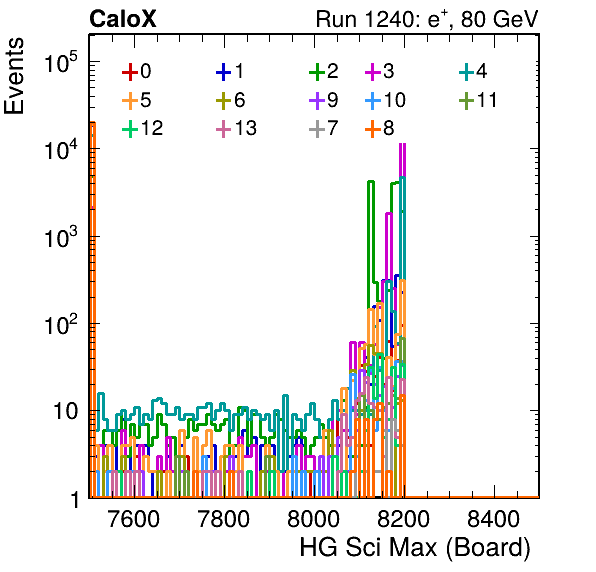 CaloX Run 1240: e⁺, 80 GeV
Events
10⁵
10⁴
10³
10²
10
1
0 1 2 3 4
5 6 9 10 11
12 13 7 8
7600 7800 8000 8200 8400
HG Sci Max (Board)